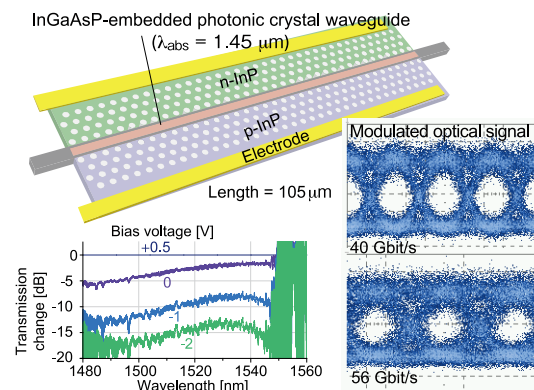 InGaAsP-embedded photonic crystal waveguide
(λabs = 1.45 μm)
n-InP
p-InP
Electrode
Length = 105 μm
Modulated optical signal
40 Gbit/s
56 Gbit/s
Bias voltage [V]
+0.5
0
-1
-2
Transmission
change [dB]
0
-5
-10
-15
-20
1480 1500 1520 1540 1560
Wavelength [nm]